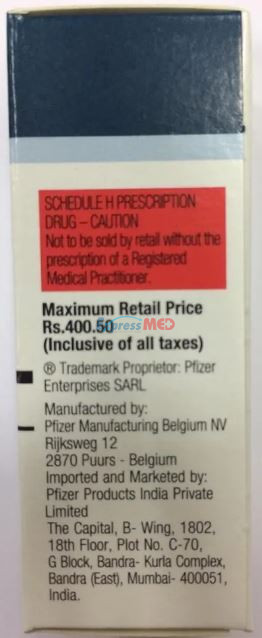 SCHEDULE H PRESCRIPTION
DRUG – CAUTION
Not to be sold by retail without the
prescription of a Registered
Medical Practitioner.
Maximum Retail Price
Rs.400.50
(Inclusive of all taxes)
® Trademark Proprietor: Pfizer
Enterprises SARL
Manufactured by:
Pfizer Manufacturing Belgium NV
Rijksweg 12
2870 Puurs - Belgium
Imported and Marketed by:
Pfizer Products India Private
Limited
The Capital, B- Wing, 1802,
18th Floor, Plot No. C-70,
G Block, Bandra- Kurla Complex,
Bandra (East), Mumbai- 400051,
India.